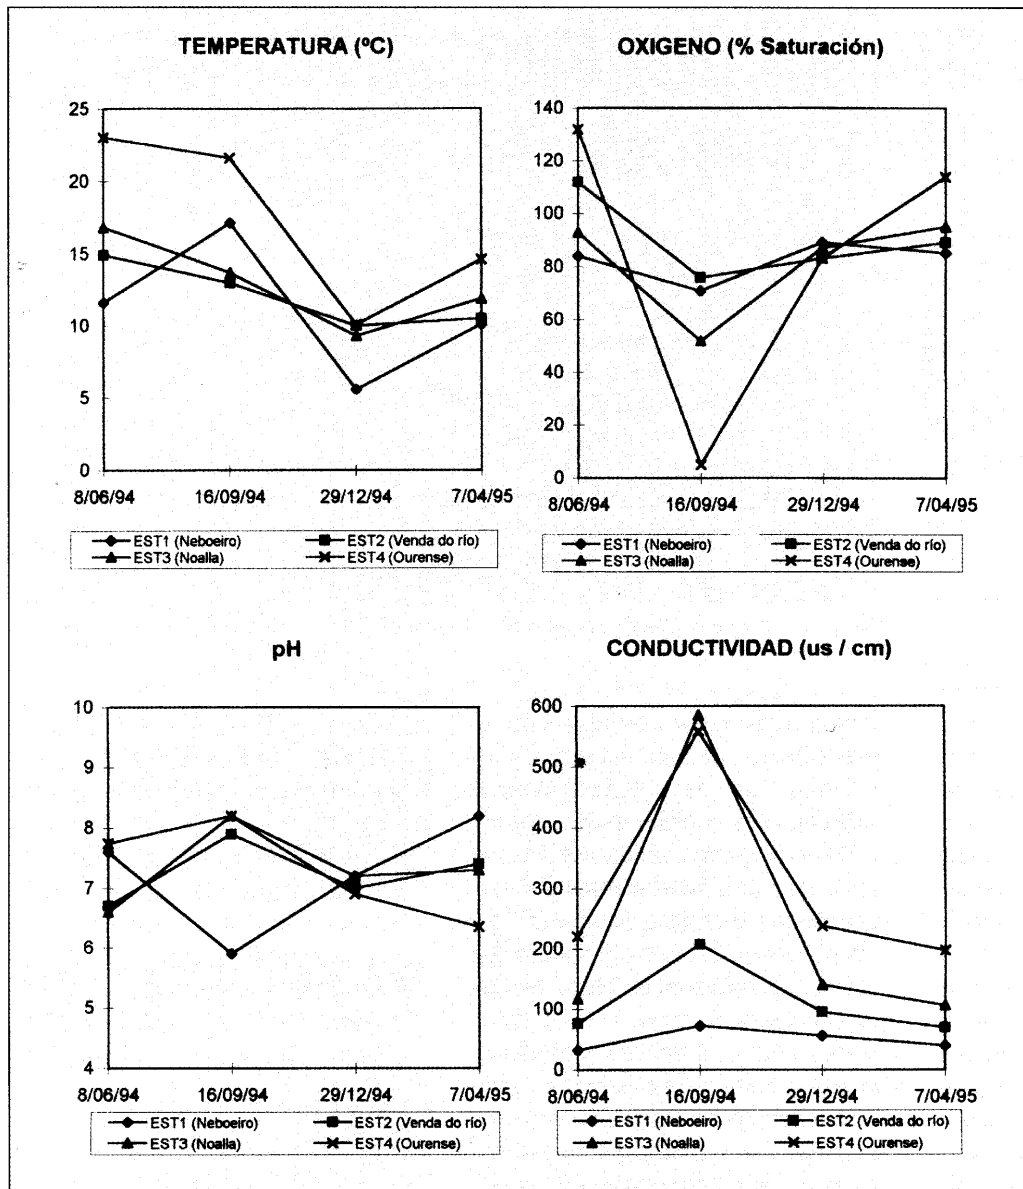 TEMPERATURA (ºC)
25
20
15
10
5
0
8/06/94 16/09/94 29/12/94 7/04/95
EST1 (Neboeiro) EST2 (Venda do río)
EST3 (Noalla) EST4 (Ourense)
OXIGENO (% Saturación)
140
120
100
80
60
40
20
0
8/06/94 16/09/94 29/12/94 7/04/95
EST1 (Neboeiro) EST2 (Venda do río)
EST3 (Noalla) EST4 (Ourense)
pH
10
9
8
7
6
5
4
8/06/94 16/09/94 29/12/94 7/04/95
EST1 (Neboeiro) EST2 (Venda do río)
EST3 (Noalla) EST4 (Ourense)
CONDUCTIVIDAD (us / cm)
600
500
400
300
200
100
0
8/06/94 16/09/94 29/12/94 7/04/95
EST1 (Neboeiro) EST2 (Venda do río)
EST3 (Noalla) EST4 (Ourense)